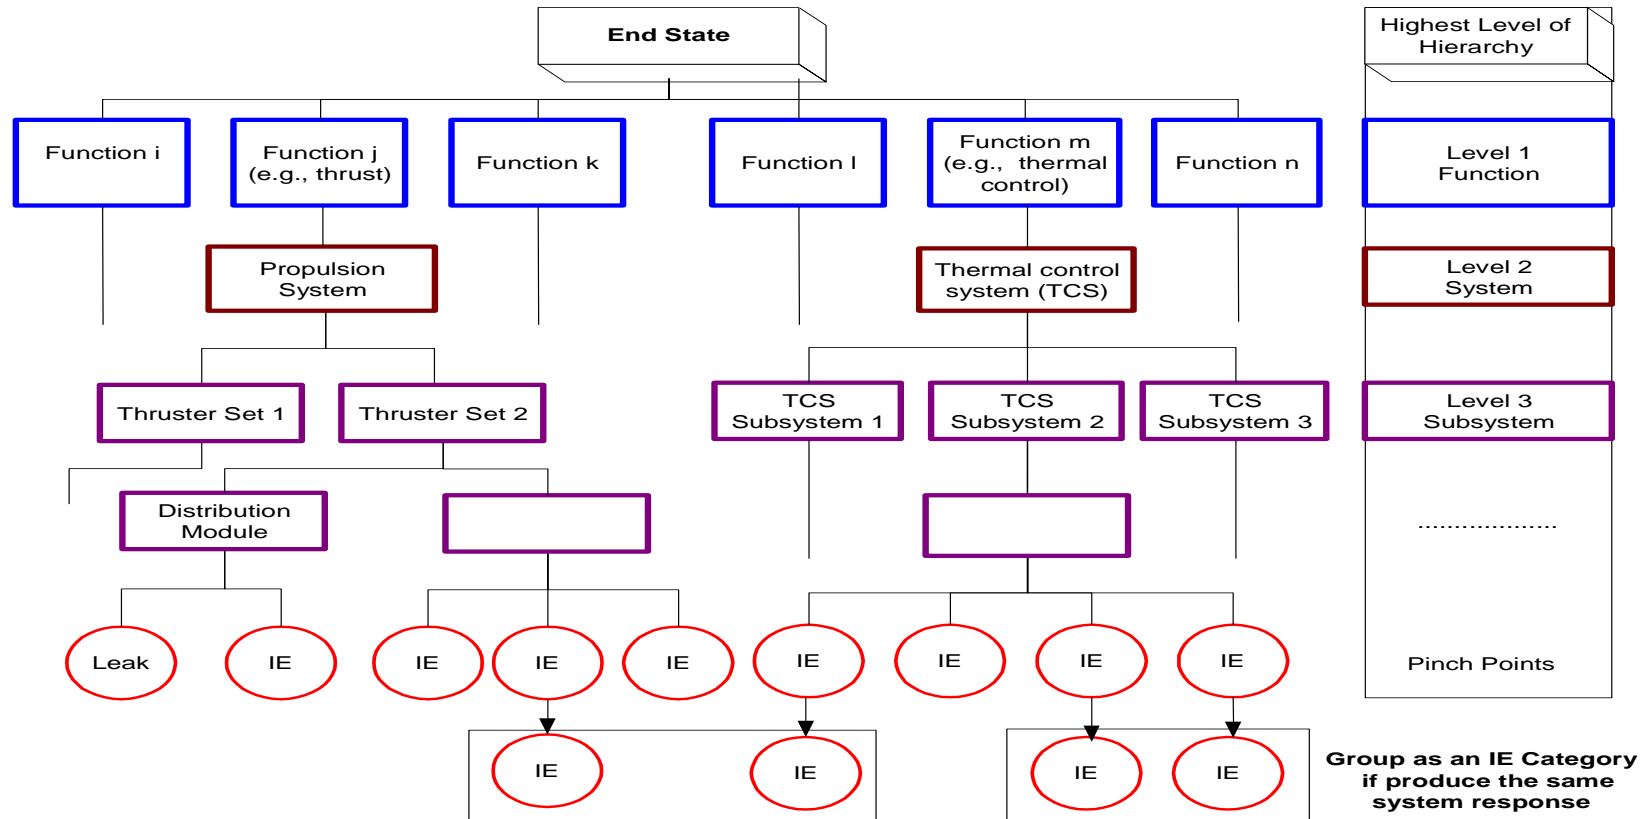 End State
Highest Level of
Hierarchy
Function i
Function j
(e.g., thrust)
Function k
Function l
Function m
(e.g.,  thermal
control)
Function n
Level 1
Function
Propulsion
System
Thermal control
system (TCS)
Level 2
System
Thruster Set 1
Thruster Set 2
TCS
Subsystem 1
TCS
Subsystem 2
TCS
Subsystem 3
Level 3
Subsystem
Distribution
Module
...................
Leak
IE
IE
IE
IE
IE
IE
IE
IE
Pinch Points
IE
IE
IE
IE
Group as an IE Category
if produce the same
system response